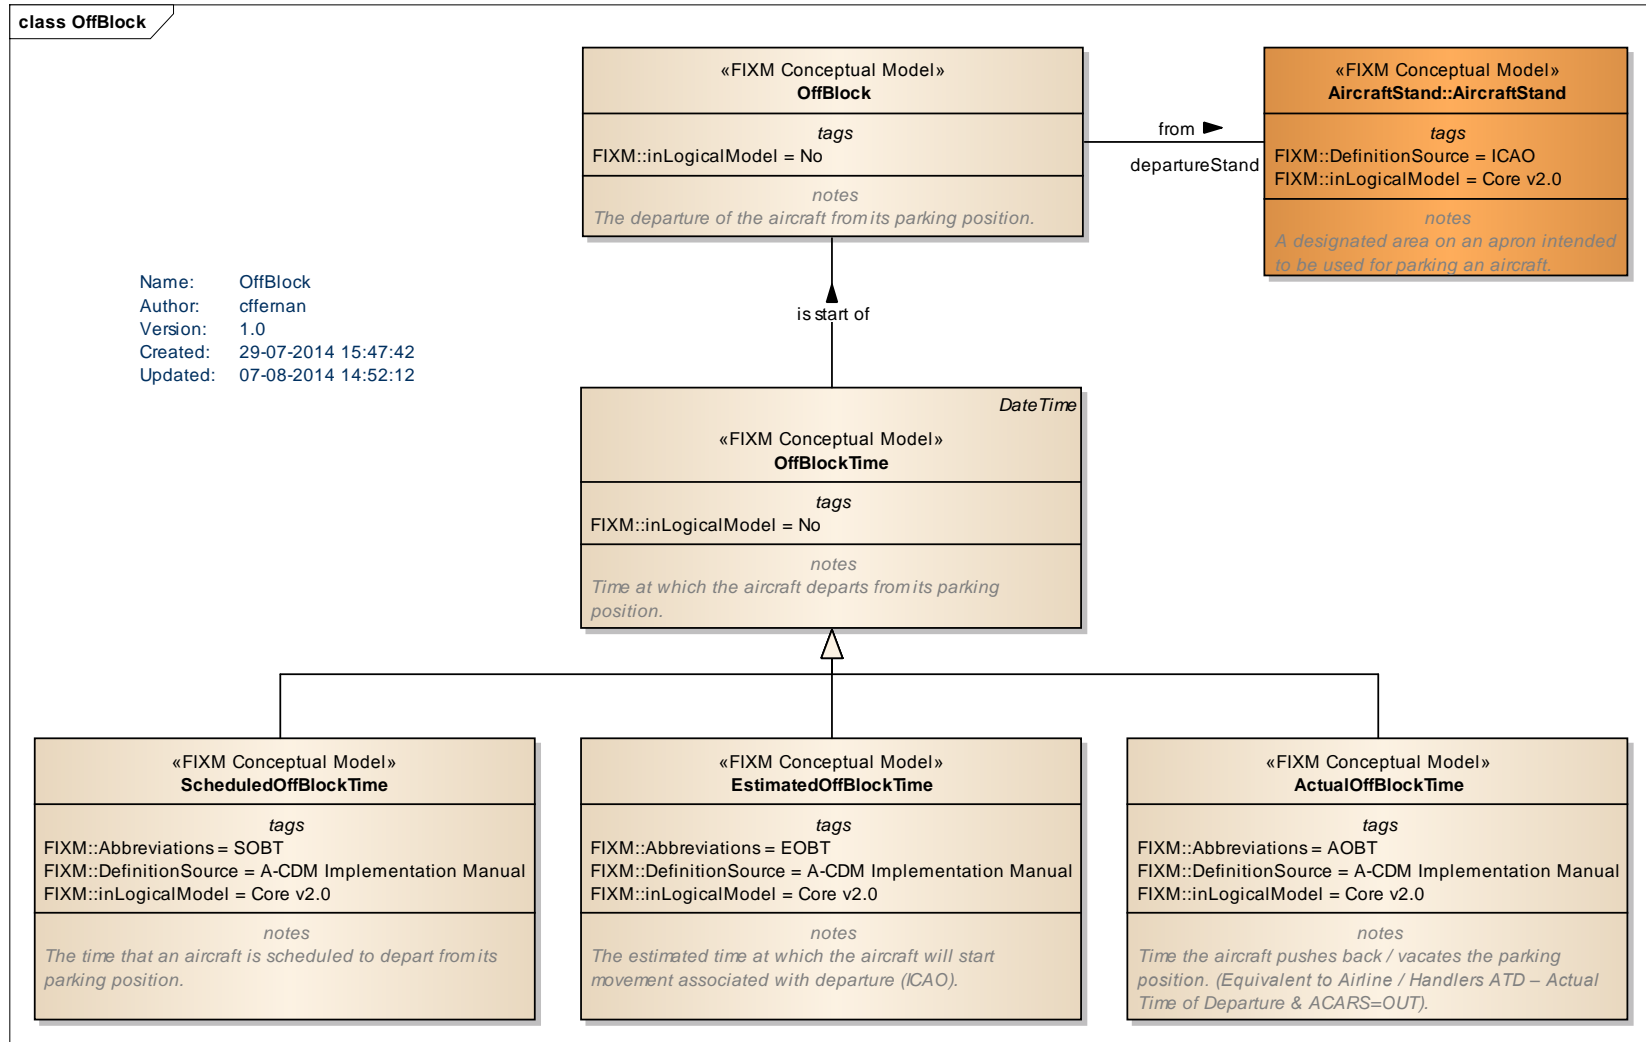 class OffBlock
«FIXM Conceptual Model»
OffBlock
tags
FIXM::inLogicalModel = No
notes
The departure of the aircraft from its parking position.
from
departureStand
«FIXM Conceptual Model»
AircraftStand::AircraftStand
tags
FIXM::DefinitionSource = ICAO
FIXM::inLogicalModel = Core v2.0
notes
A designated area on an apron intended
to be used for parking an aircraft.
Name: OffBlock
Author: cffernan
Version: 1.0
Created: 29-07-2014 15:47:42
Updated: 07-08-2014 14:52:12
is start of
DateTime
«FIXM Conceptual Model»
OffBlockTime
tags
FIXM::inLogicalModel = No
notes
Time at which the aircraft departs from its parking
position.
«FIXM Conceptual Model»
ScheduledOffBlockTime
tags
FIXM::Abbreviations = SOBT
FIXM::DefinitionSource = A-CDM Implementation Manual
FIXM::inLogicalModel = Core v2.0
notes
The time that an aircraft is scheduled to depart from its
parking position.
«FIXM Conceptual Model»
EstimatedOffBlockTime
tags
FIXM::Abbreviations = EOBT
FIXM::DefinitionSource = A-CDM Implementation Manual
FIXM::inLogicalModel = Core v2.0
notes
The estimated time at which the aircraft will start
movement associated with departure (ICAO).
«FIXM Conceptual Model»
ActualOffBlockTime
tags
FIXM::Abbreviations = AOBT
FIXM::DefinitionSource = A-CDM Implementation Manual
FIXM::inLogicalModel = Core v2.0
notes
Time the aircraft pushes back / vacates the parking
position. (Equivalent to Airline / Handlers ATD – Actual
Time of Departure & ACARS=OUT).